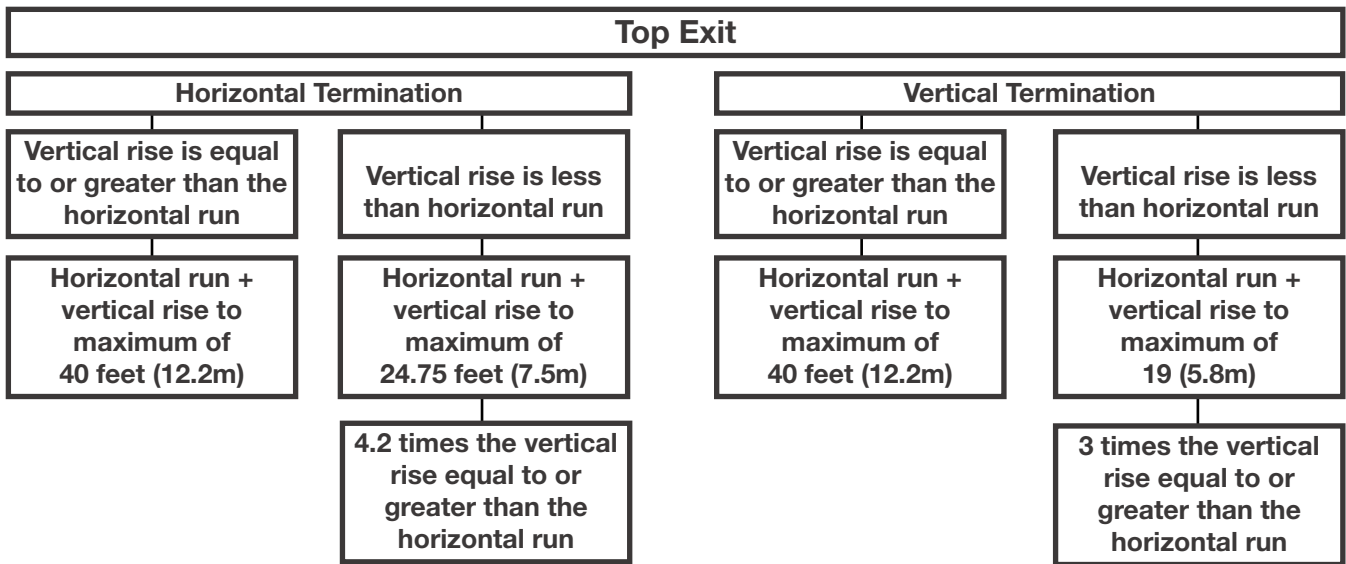 Top Exit
Horizontal Termination
Vertical Termination
Vertical rise is equal
to or greater than the
horizontal run
Vertical rise is less
than horizontal run
Vertical rise is equal
to or greater than the
horizontal run
Vertical rise is less
than horizontal run
Horizontal run +
vertical rise to
maximum of
40 feet (12.2m)
Horizontal run +
vertical rise to
maximum of
24.75 feet (7.5m)
Horizontal run +
vertical rise to
maximum of
40 feet (12.2m)
Horizontal run +
vertical rise to
maximum of
19 (5.8m)
4.2 times the vertical
rise equal to or
greater than the
horizontal run
3 times the vertical
rise equal to or
greater than the
horizontal run